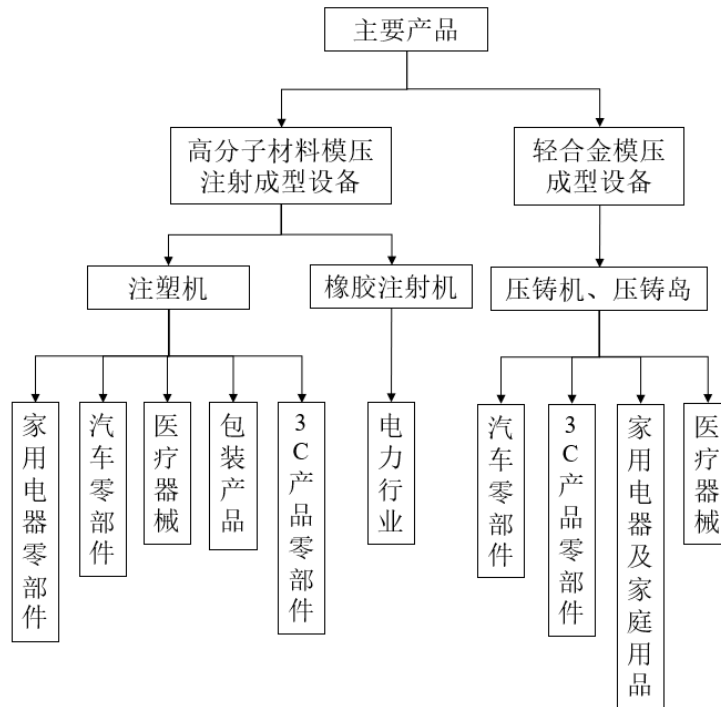 主要产品
高分子材料模压
注射成型设备
轻合金模压
成型设备
注塑机
橡胶注射机
压铸机、压铸岛
家用电器零部件
汽车零部件
医疗器械
包装产品
3C产品零部件
电力行业
汽车零部件
3C产品零部件
家用电器及家庭用品
医疗器械